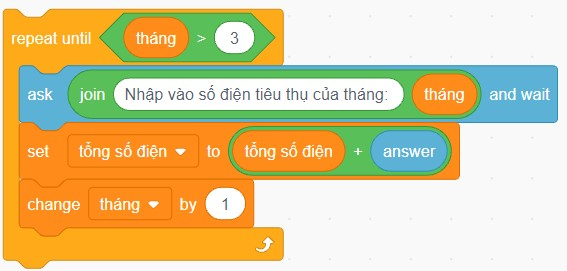 repeat until tháng > 3
ask join Nhập vào số điện tiêu thụ của tháng: tháng and wait
set tổng số điện to tổng số điện + answer
change tháng by 1